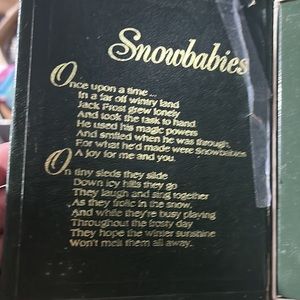 Snowbabies
Once upon a time...
In a far off wintry land
Jack Frost grew lonely
And took the task to hand
He used his magic powers
And smiled when he was through,
For what he'd made were Snowbabies
A joy for me and you.
On tiny sleds they slide
Down icy hills they go
They laugh and sing together
As they frolic in the snow.
And while they're busy playing
Throughout the frosty day
They hope the winter sunshine
Won't melt them all away.